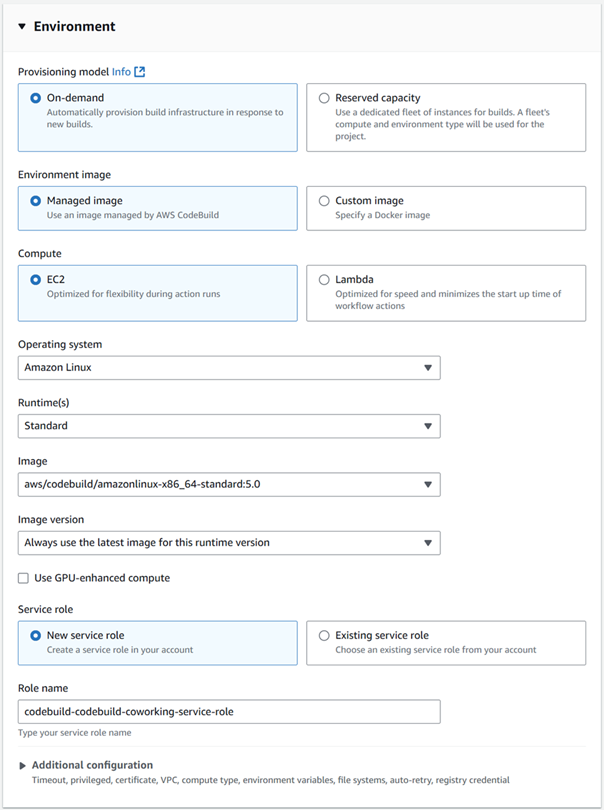 Environment
Provisioning model Info
On-demand
Automatically provision build infrastructure in response to
new builds.
Reserved capacity
Use a dedicated fleet of instances for builds. A fleet's
compute and environment type will be used for the
project.
Environment image
Managed image
Use an image managed by AWS CodeBuild
Custom image
Specify a Docker image
Compute
EC2
Optimized for flexibility during action runs
Lambda
Optimized for speed and minimizes the start up time of
workflow actions
Operating system
Amazon Linux
Runtime(s)
Standard
Image
aws/codebuild/amazonlinux-x86_64-standard:5.0
Image version
Always use the latest image for this runtime version
Use GPU-enhanced compute
Service role
New service role
Create a service role in your account
Existing service role
Choose an existing service role from your account
Role name
codebuild-codebuild-coworking-service-role
Type your service role name
Additional configuration
Timeout, privileged, certificate, VPC, compute type, environment variables, file systems, auto-retry, registry credential